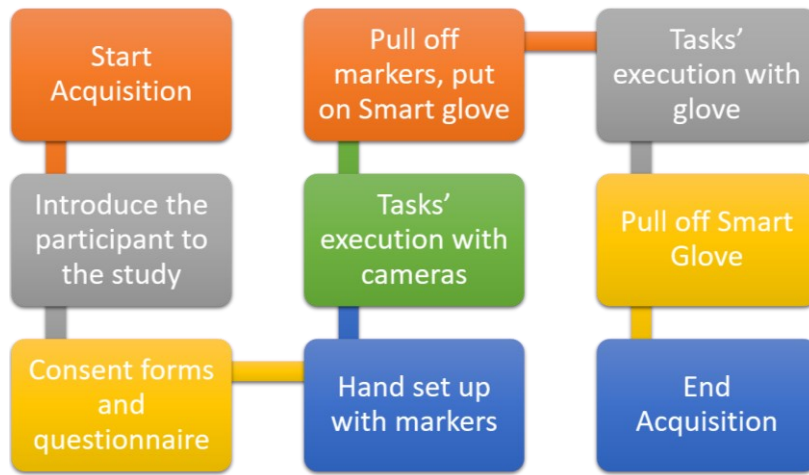 Start
Acquisition
Introduce the
participant to
the study
Consent forms
and
questionnaire
Hand set up
with markers
Tasks’
execution with
cameras
Pull off
markers, put
on Smart glove
Tasks’
execution with
glove
Pull off Smart
Glove
End
Acquisition